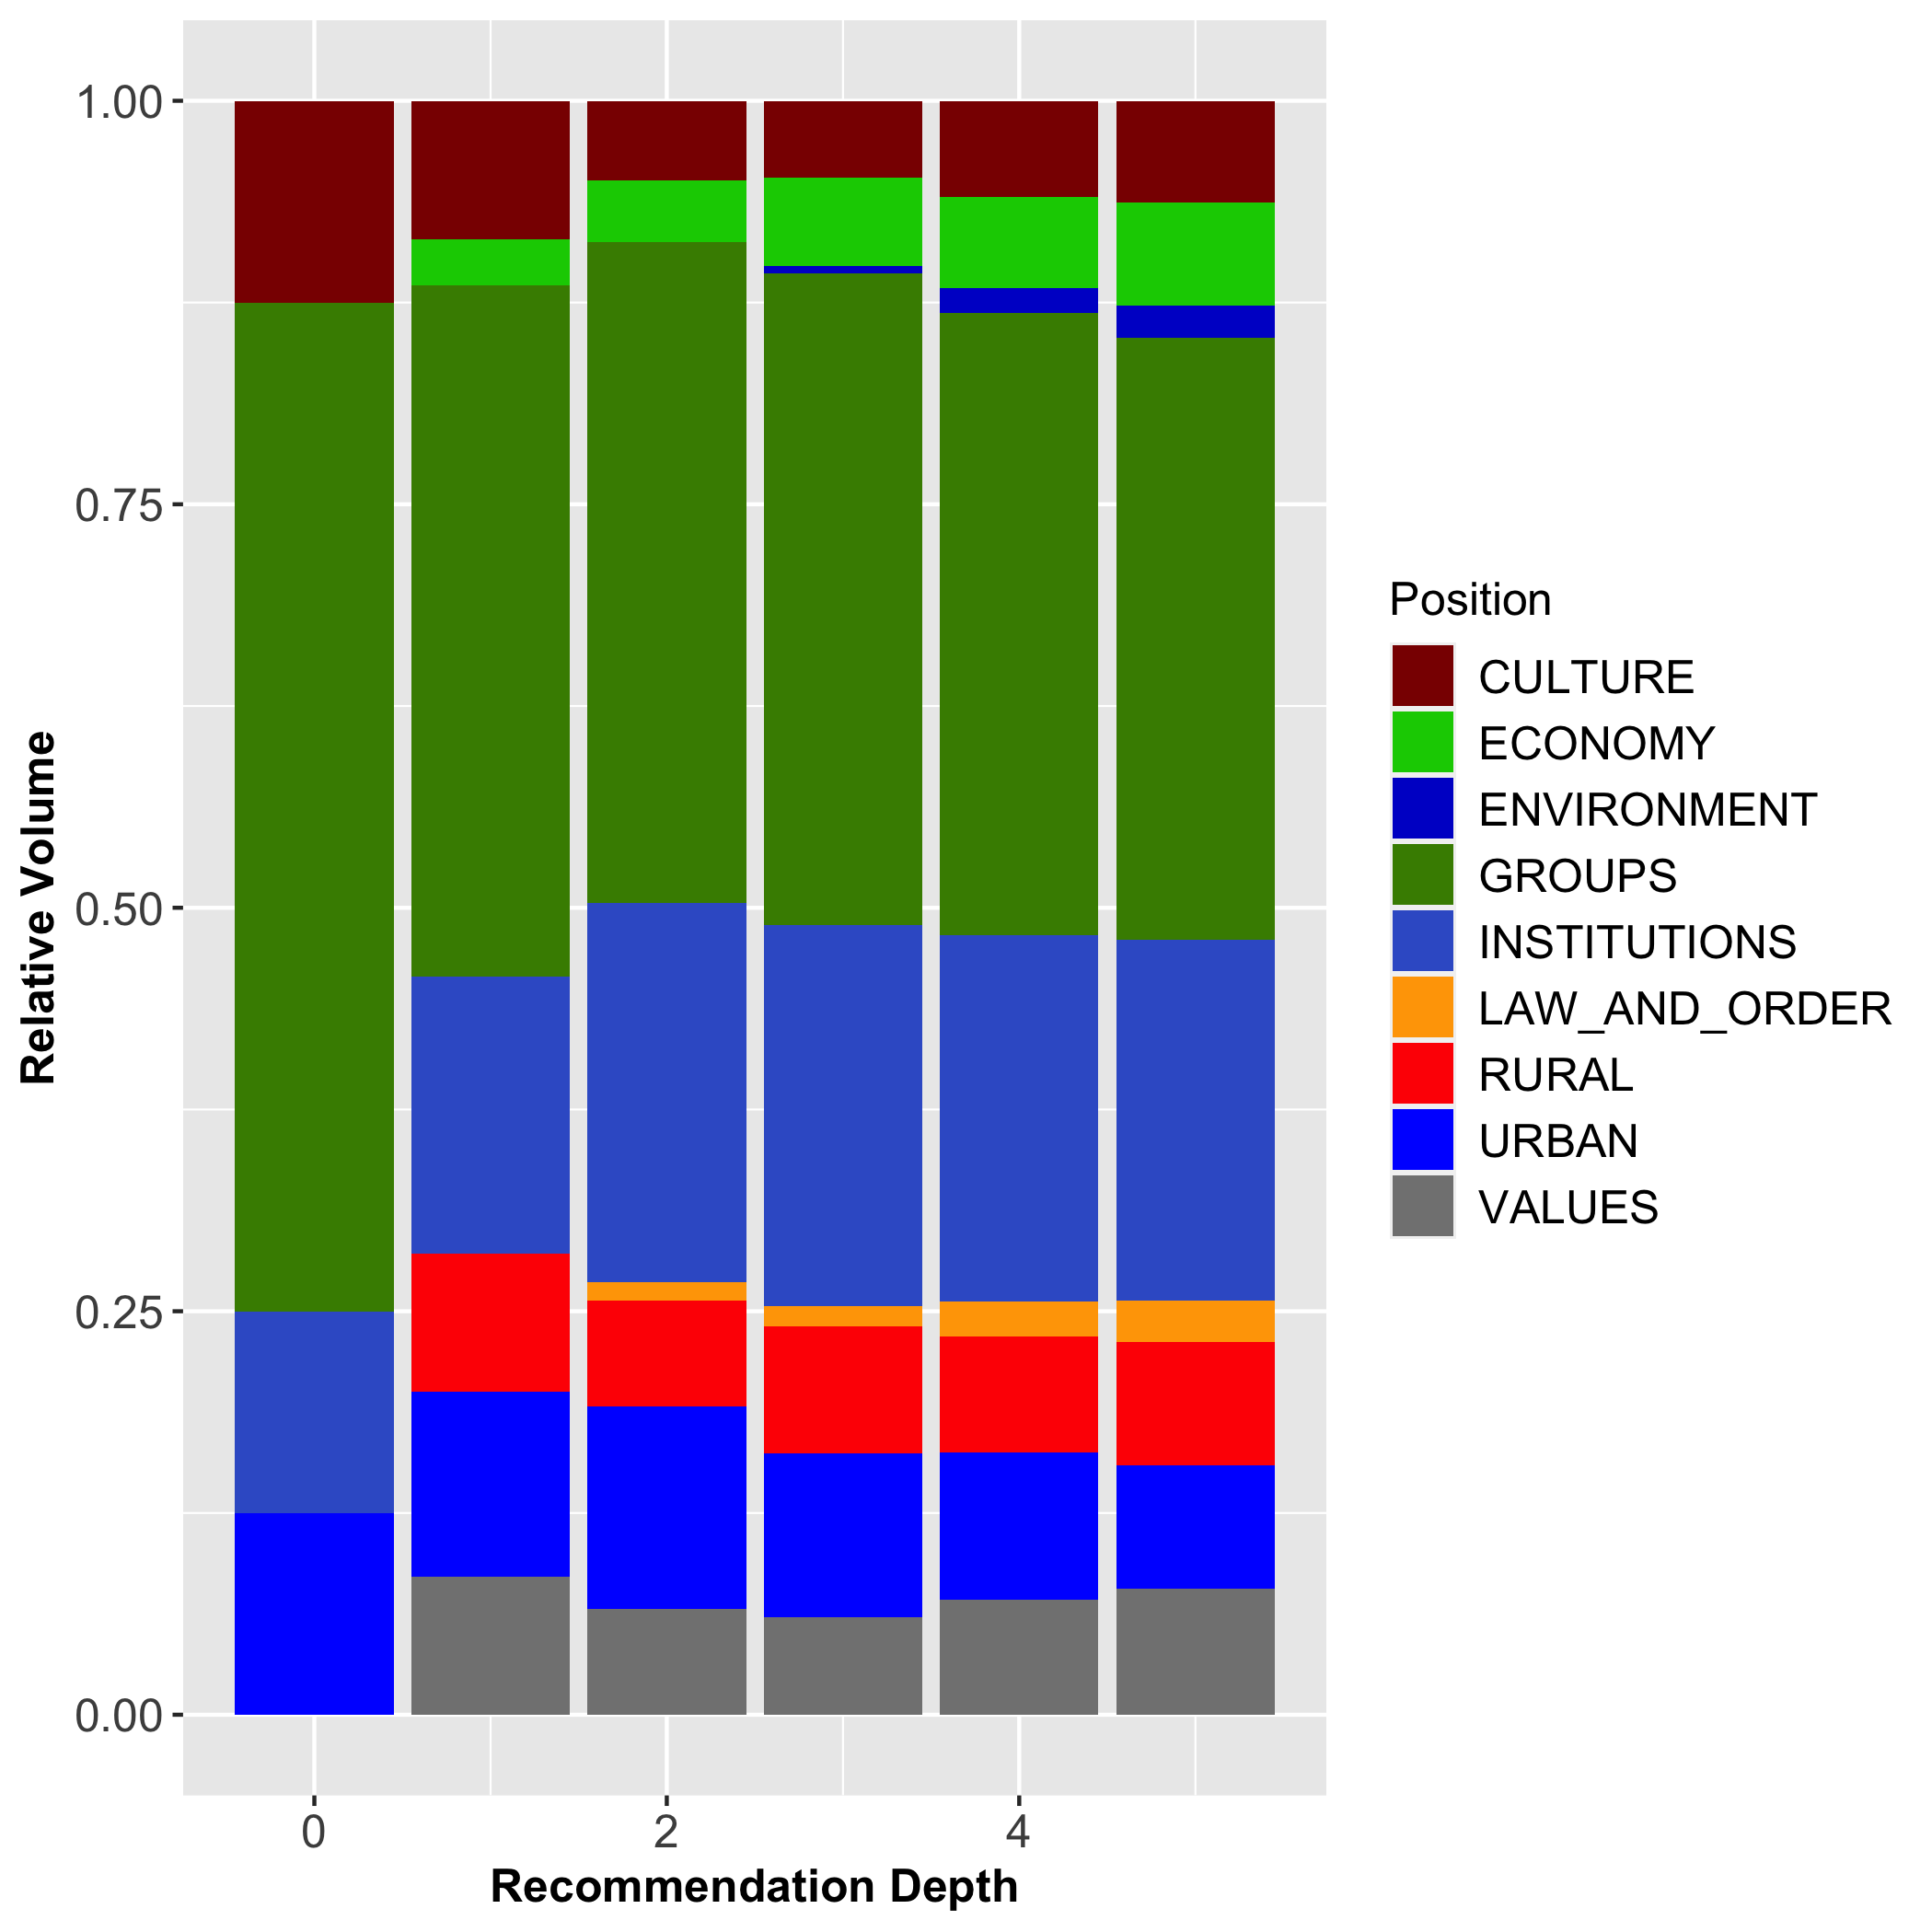 1.00
0.75
0.50
0.25
0.00
Relative Volume
0
2
4
Recommendation Depth
Position
CULTURE
ECONOMY
ENVIRONMENT
GROUPS
INSTITUTIONS
LAW_AND_ORDER
RURAL
URBAN
VALUES